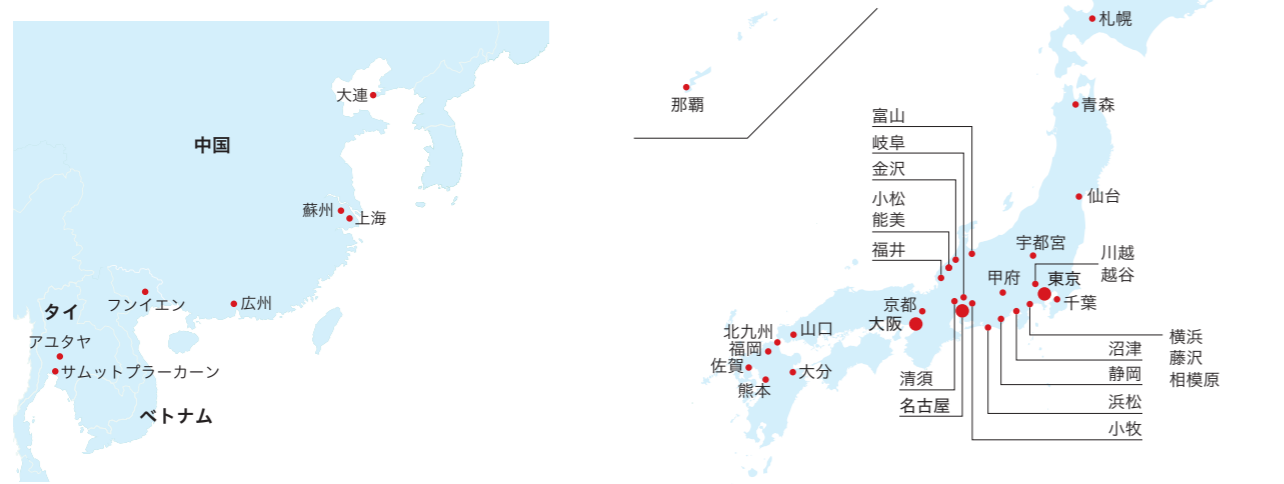 大連
中国
蘇州
上海
フンイエン
広州
タイ
アユタヤ
サムットプラーカーン
ベトナム
札幌
那覇
青森
富山
岐阜
金沢
小松
能美
福井
仙台
宇都宮
川越
越谷
甲府
東京
千葉
京都
大阪
北九州
山口
福岡
佐賀
大分
熊本
清須
名古屋
横浜
藤沢
相模原
沼津
静岡
浜松
小牧